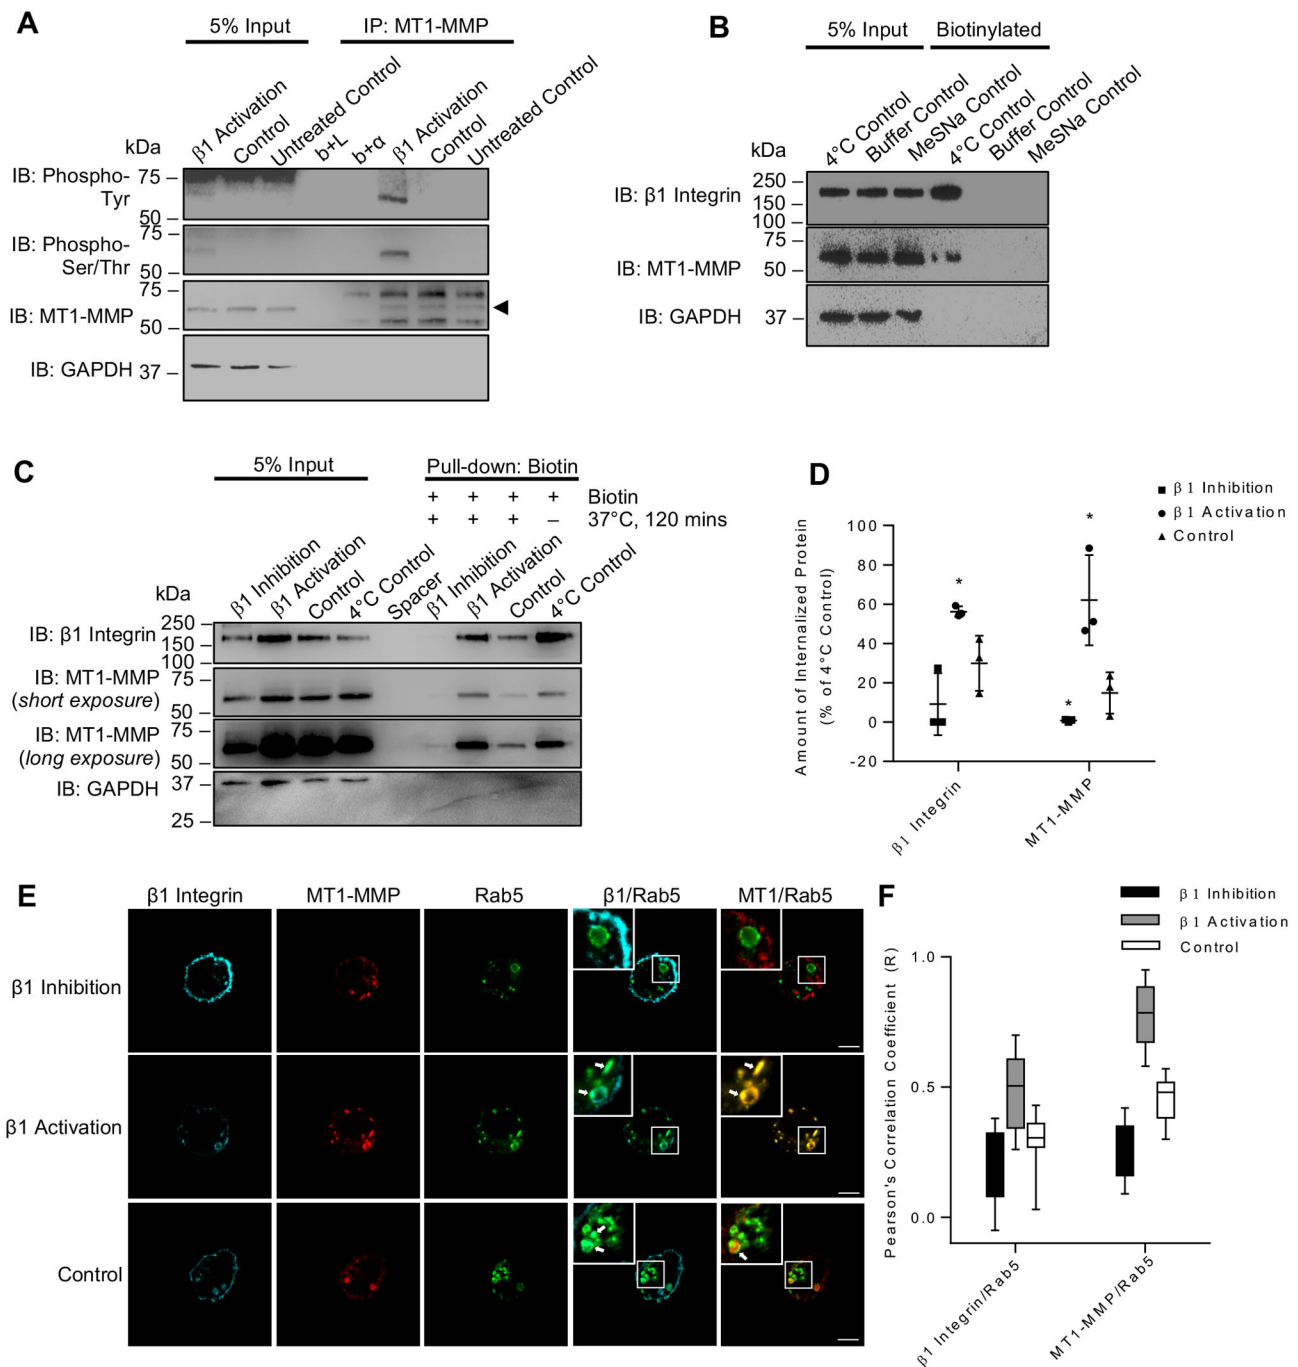 A
5% Input
IP: MT1-MMP
β1 Activation
Control
Untreated Control
b+L
b+α
β1 Activation
Control
Untreated Control
kDa
IB: Phospho-
Tyr
75
50
IB: Phospho-
Ser/Thr
75
50
IB: MT1-MMP
75
50
IB: GAPDH
37
B
5% Input
Biotinylated
4°C Control
Buffer Control
MeSNa Control
4°C Control
Buffer Control
MeSNa Control
kDa
IB: β1 Integrin
250
150
100
IB: MT1-MMP
75
50
IB: GAPDH
37
C
5% Input
Pull-down: Biotin
+ + + + Biotin
+ + + – 37°C, 120 mins
β1 Inhibition
β1 Activation
Control
4°C Control
Spacer
β1 Inhibition
β1 Activation
Control
4°C Control
kDa
IB: β1 Integrin
250
150
100
IB: MT1-MMP
(short exposure)
75
50
IB: MT1-MMP
(long exposure)
75
50
IB: GAPDH
37
25
D
β1 Inhibition
β1 Activation
Control
Amount of Internalized Protein
(% of 4°C Control)
100
80
60
40
20
0
-20
*
*
*
β1 Integrin
MT1-MMP
E
β1 Integrin
MT1-MMP
Rab5
β1/Rab5
MT1/Rab5
β1 Inhibition
β1 Activation
Control
F
β1 Inhibition
β1 Activation
Control
Pearson's Correlation Coefficient (R)
1.0
0.5
0.0
β1 Integrin/Rab5
MT1-MMP/Rab5